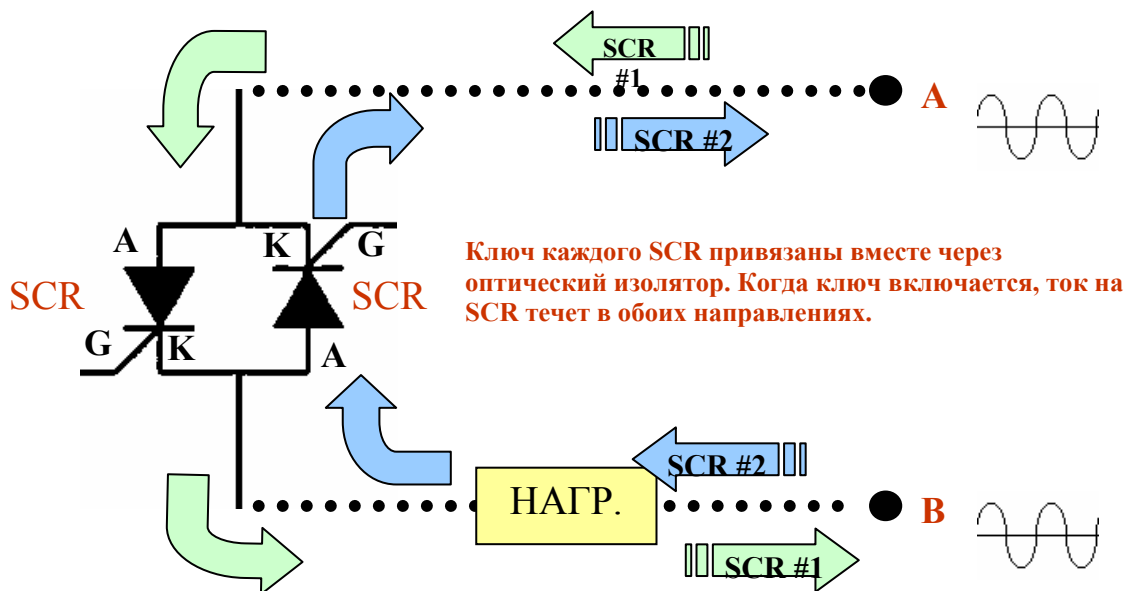 SCR
#1
A
SCR #2
A
K
G
SCR
SCR
G
K
A
Ключ каждого SCR привязаны вместе через
оптический изолятор. Когда ключ включается, ток на
SCR течет в обоих направлениях.
SCR #2
НАГР.
B
SCR #1